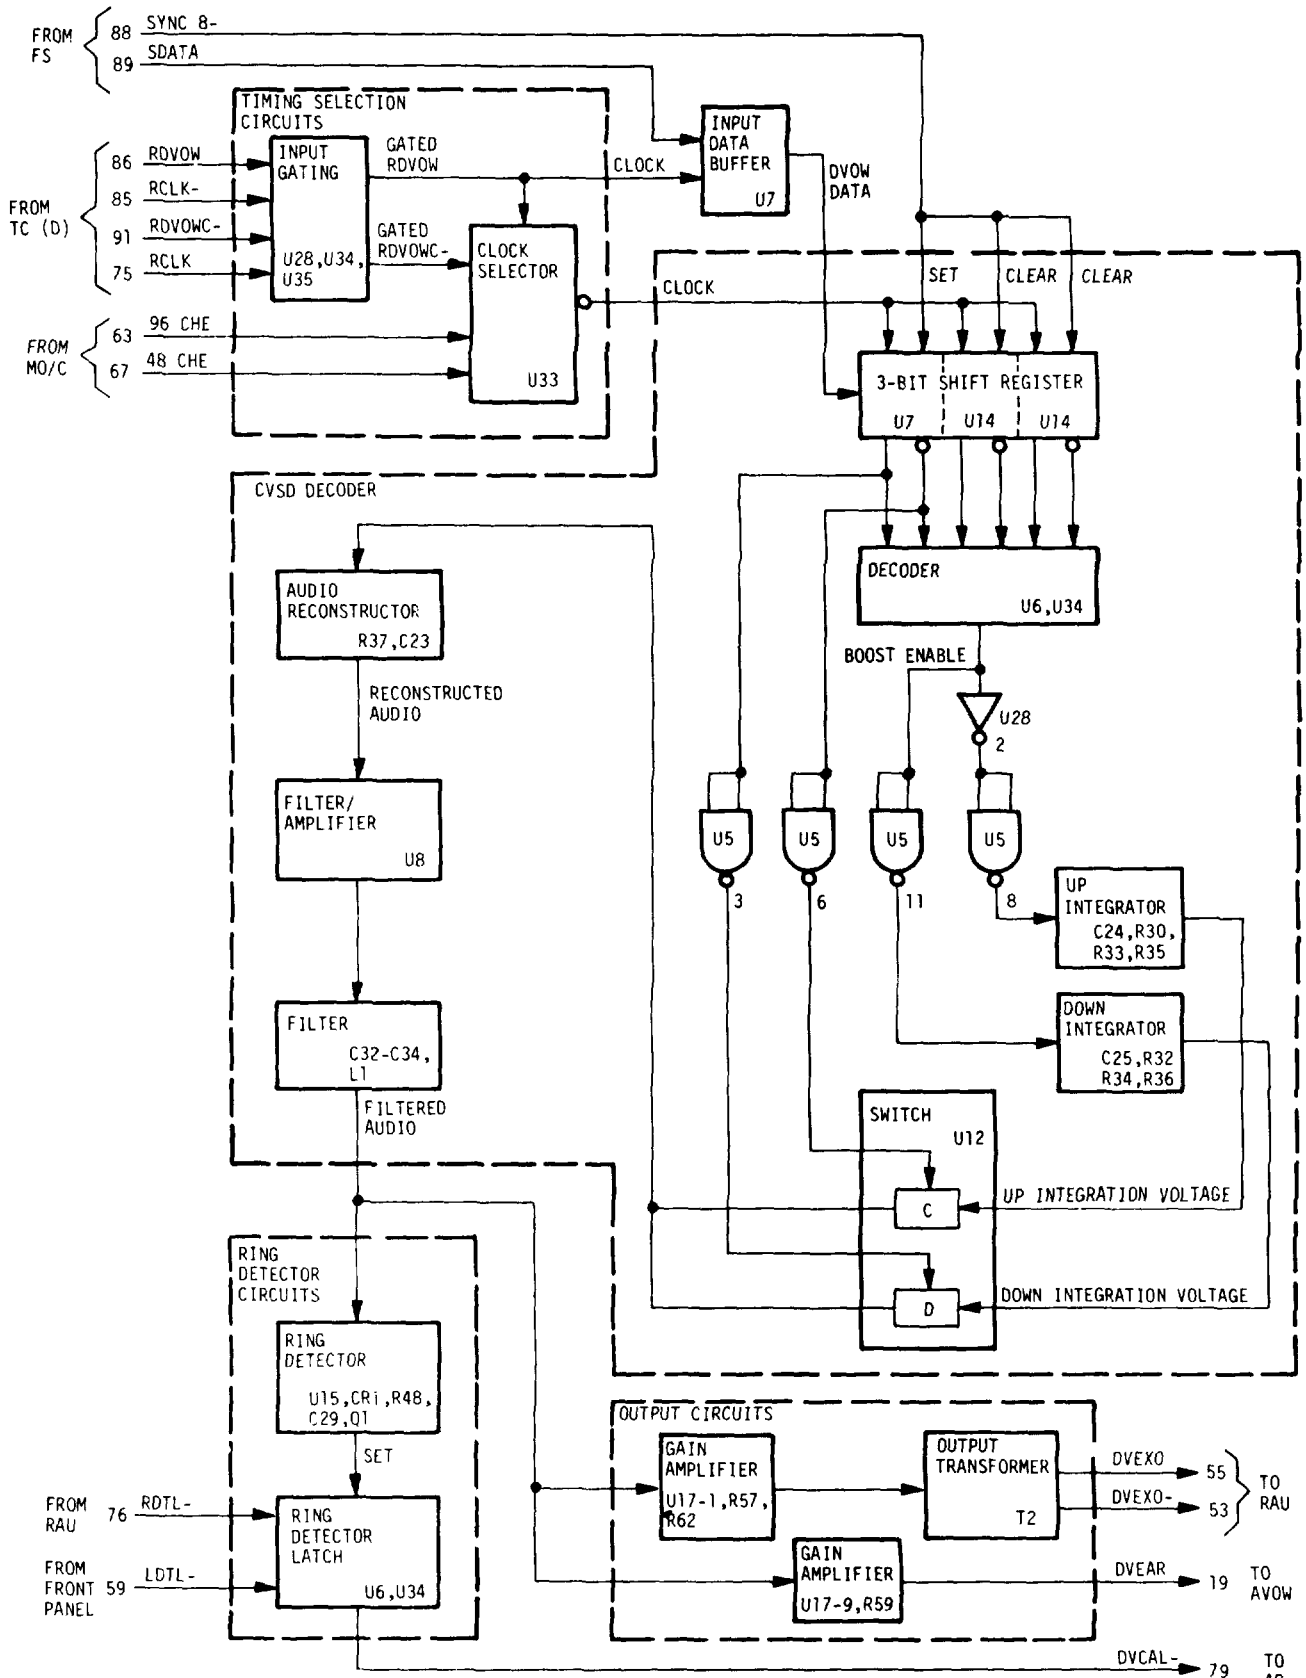 FROM
FS
88 SYNC 8-
89 SDATA
TIMING SELECTION
CIRCUITS
INPUT
GATING
U28,U34,
U35
GATED
RDVOW
GATED
RDVOWC-
CLOCK
INPUT
DATA
BUFFER
U7
DVOW
DATA
FROM
TC (D)
86 RDVOW
85 RCLK-
91 RDVOWC-
75 RCLK
CLOCK
SELECTOR
U33
FROM
MO/C
63 96 CHE
67 48 CHE
CLOCK
SET
CLEAR
CLEAR
3-BIT SHIFT REGISTER
U7 U14 U14
CVSD DECODER
DECODER
U6,U34
BOOST ENABLE
U28
2
AUDIO
RECONSTRUCTOR
R37,C23
RECONSTRUCTED
AUDIO
FILTER/
AMPLIFIER
U8
U5 U5 U5 U5
3 6 11 8
UP
INTEGRATOR
C24,R30,
R33,R35
DOWN
INTEGRATOR
C25,R32
R34,R36
FILTER
C32-C34,
L1
FILTERED
AUDIO
SWITCH
U12
C
UP INTEGRATION VOLTAGE
D
DOWN INTEGRATION VOLTAGE
RING
DETECTOR
CIRCUITS
RING
DETECTOR
U15,CR1,R48,
C29,Q1
SET
RING
DETECTOR
LATCH
U6,U34
FROM
RAU
76 RDTL-
FROM
FRONT
PANEL
59 LDTL-
OUTPUT CIRCUITS
GAIN
AMPLIFIER
U17-1,R57,
R62
OUTPUT
TRANSFORMER
T2
DVEXO 55
DVEXO- 53
TO
RAU
GAIN
AMPLIFIER
U17-9,R59
DVEAR 19
TO
AVOW
DVCAL- 79
TO